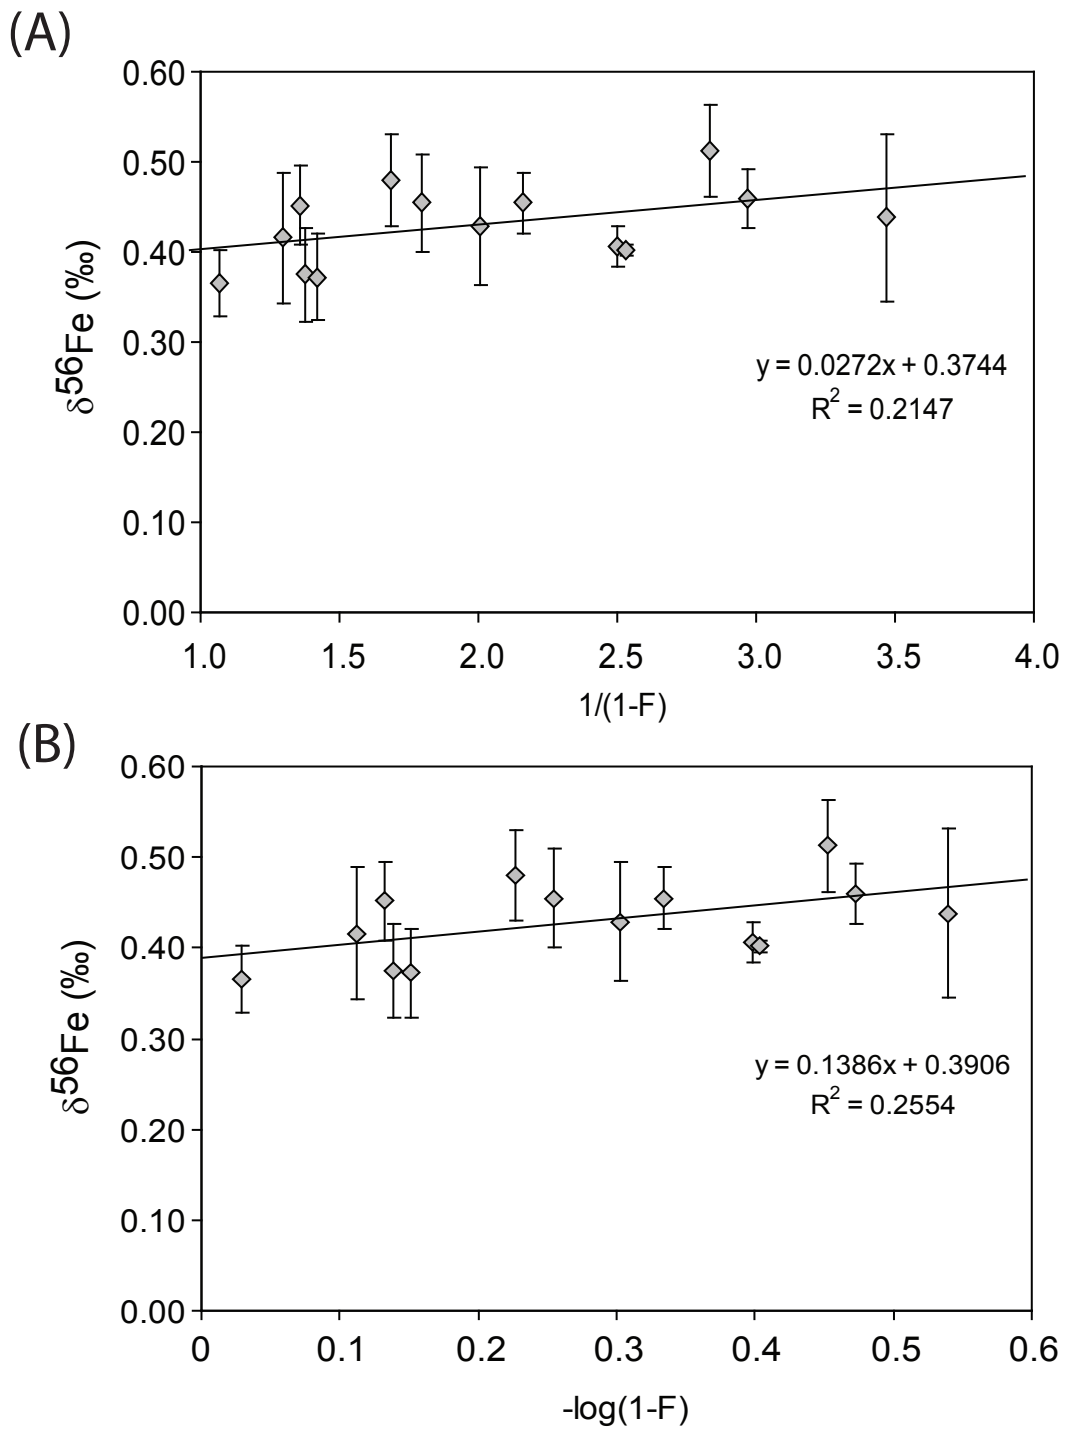 (A)
0.60
0.50
0.40
0.30
0.20
0.10
0.00
δ56Fe (‰)
y = 0.0272x + 0.3744
R2 = 0.2147
1.0 1.5 2.0 2.5 3.0 3.5 4.0
1/(1-F)
(B)
0.60
0.50
0.40
0.30
0.20
0.10
0.00
δ56Fe (‰)
y = 0.1386x + 0.3906
R2 = 0.2554
0 0.1 0.2 0.3 0.4 0.5 0.6
-log(1-F)